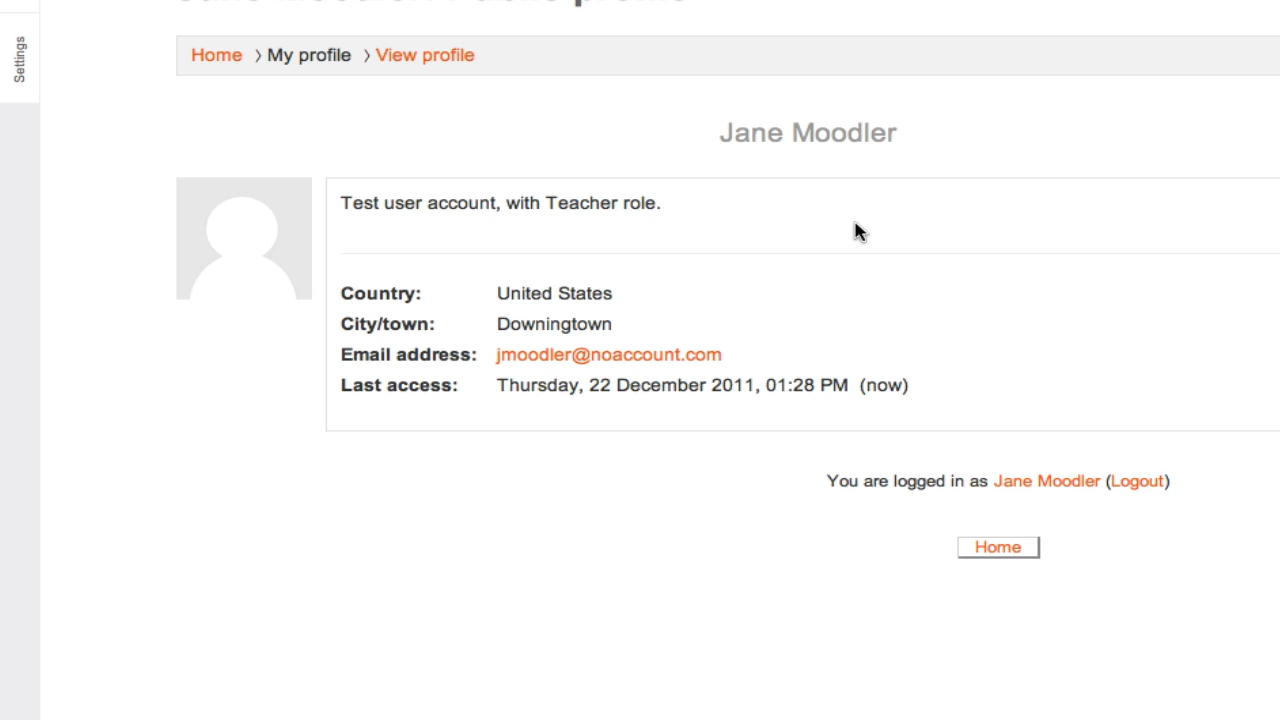 Settings
Home › My profile › View profile
Jane Moodler
Test user account, with Teacher role.
Country: United States
City/town: Downingtown
Email address: jmoodler@noaccount.com
Last access: Thursday, 22 December 2011, 01:28 PM (now)
You are logged in as Jane Moodler (Logout)
Home